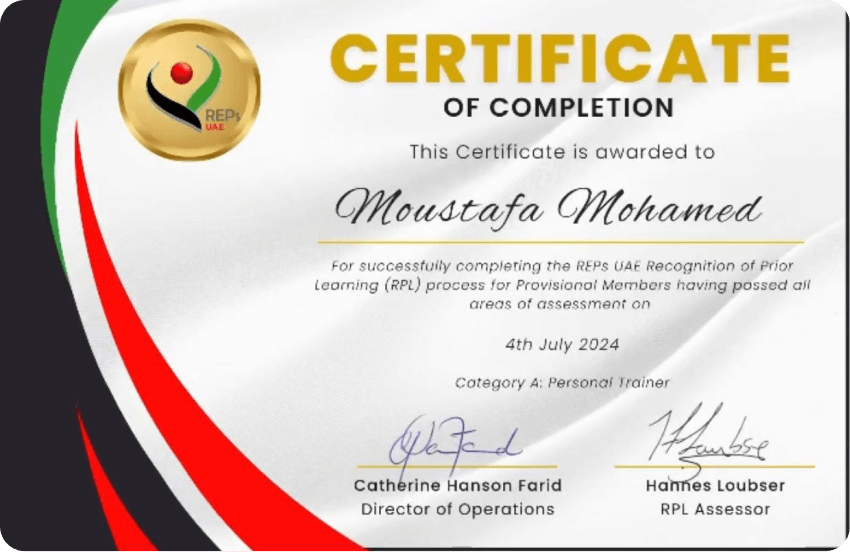 REPs
UAE
CERTIFICATE
OF COMPLETION
This Certificate is awarded to
Moustafa Mohamed
For successfully completing the REPs UAE Recognition of Prior
Learning (RPL) process for Provisional Members having passed all
areas of assessment on
4th July 2024
Category A: Personal Trainer
Catherine Hanson Farid
Director of Operations
Hannes Loubser
RPL Assessor